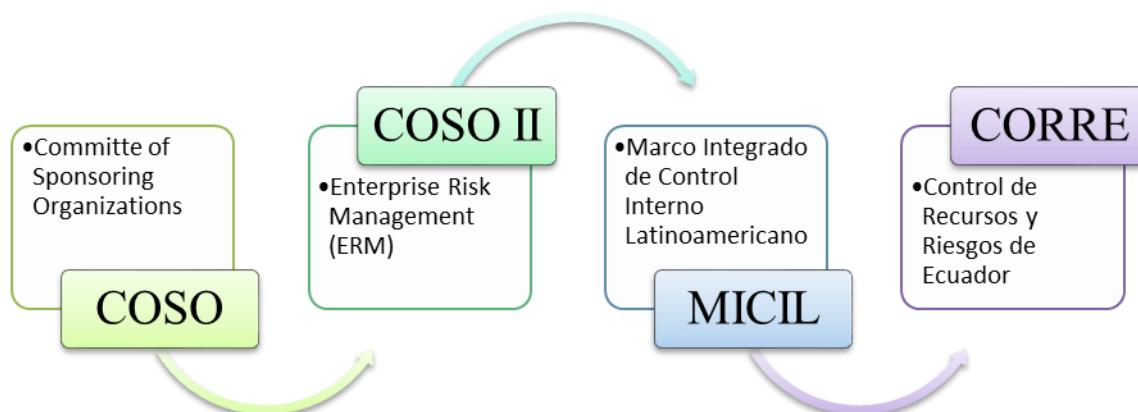 •Committe of
Sponsoring
Organizations
COSO
COSO II
•Enterprise Risk
Management
(ERM)
•Marco Integrado
de Control
Interno
Latinoamericano
MICIL
CORRE
•Control de
Recursos y
Riesgos de
Ecuador